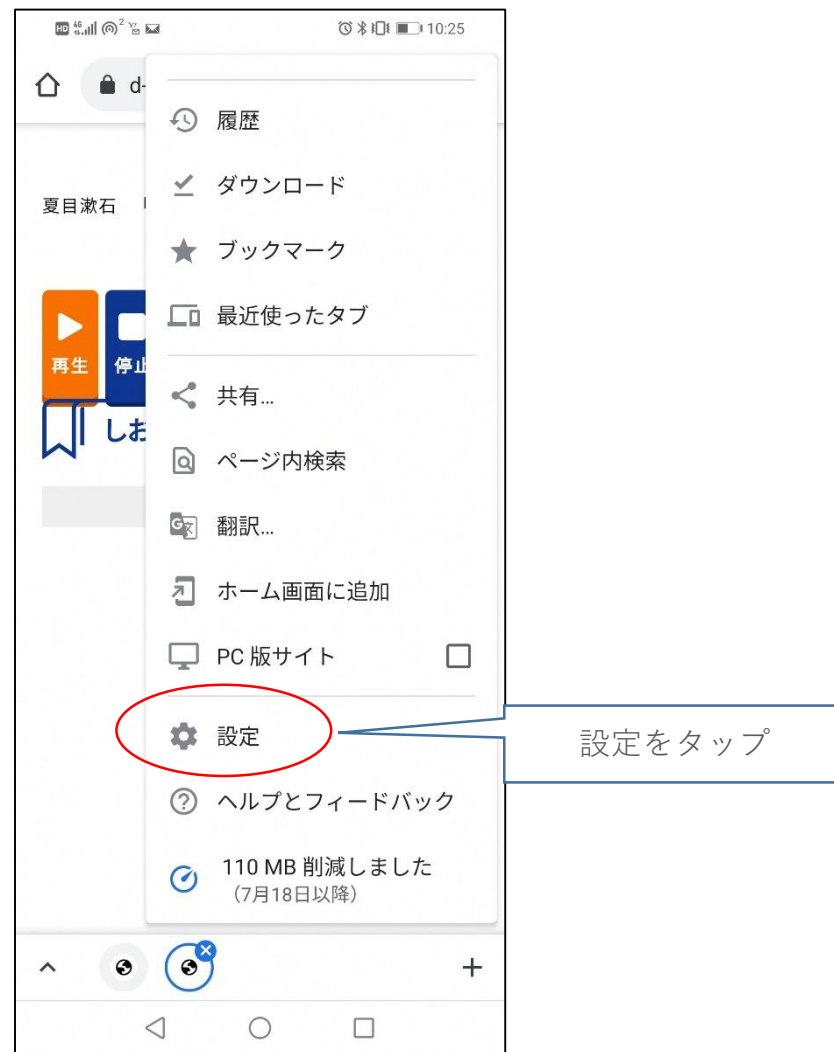 HD 46 2 10:25
d-
履歴
ダウンロード
夏目漱石
ブックマーク
最近使ったタブ
再生 停止
共有…
しお
ページ内検索
翻訳…
ホーム画面に追加
PC 版サイト
設定
設定をタップ
ヘルプとフィードバック
110 MB 削減しました
(7月18日以降)